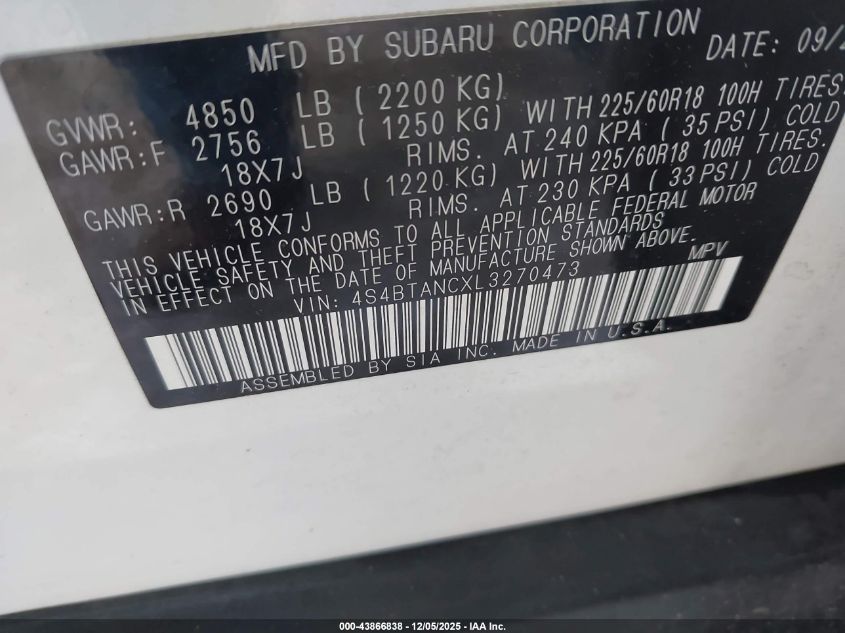 MFD BY SUBARU CORPORATION DATE: 09/2
GVWR: 4850 LB ( 2200 KG)
GAWR:F 2756 LB ( 1250 KG) WITH 225/60R18 100H TIRES.
18X7J RIMS. AT 240 KPA ( 35 PSI) COLD
GAWR:R 2690 LB ( 1220 KG) WITH 225/60R18 100H TIRES.
18X7J RIMS. AT 230 KPA ( 33 PSI) COLD
THIS VEHICLE CONFORMS TO ALL APPLICABLE FEDERAL MOTOR
VEHICLE SAFETY AND THEFT PREVENTION STANDARDS
IN EFFECT ON THE DATE OF MANUFACTURE SHOWN ABOVE.
VIN: 4S4BTANCXL3270473 MPV
ASSEMBLED BY SIA INC. MADE IN U.S.A.
000-43866838 - 12/05/2025 - IAA Inc.